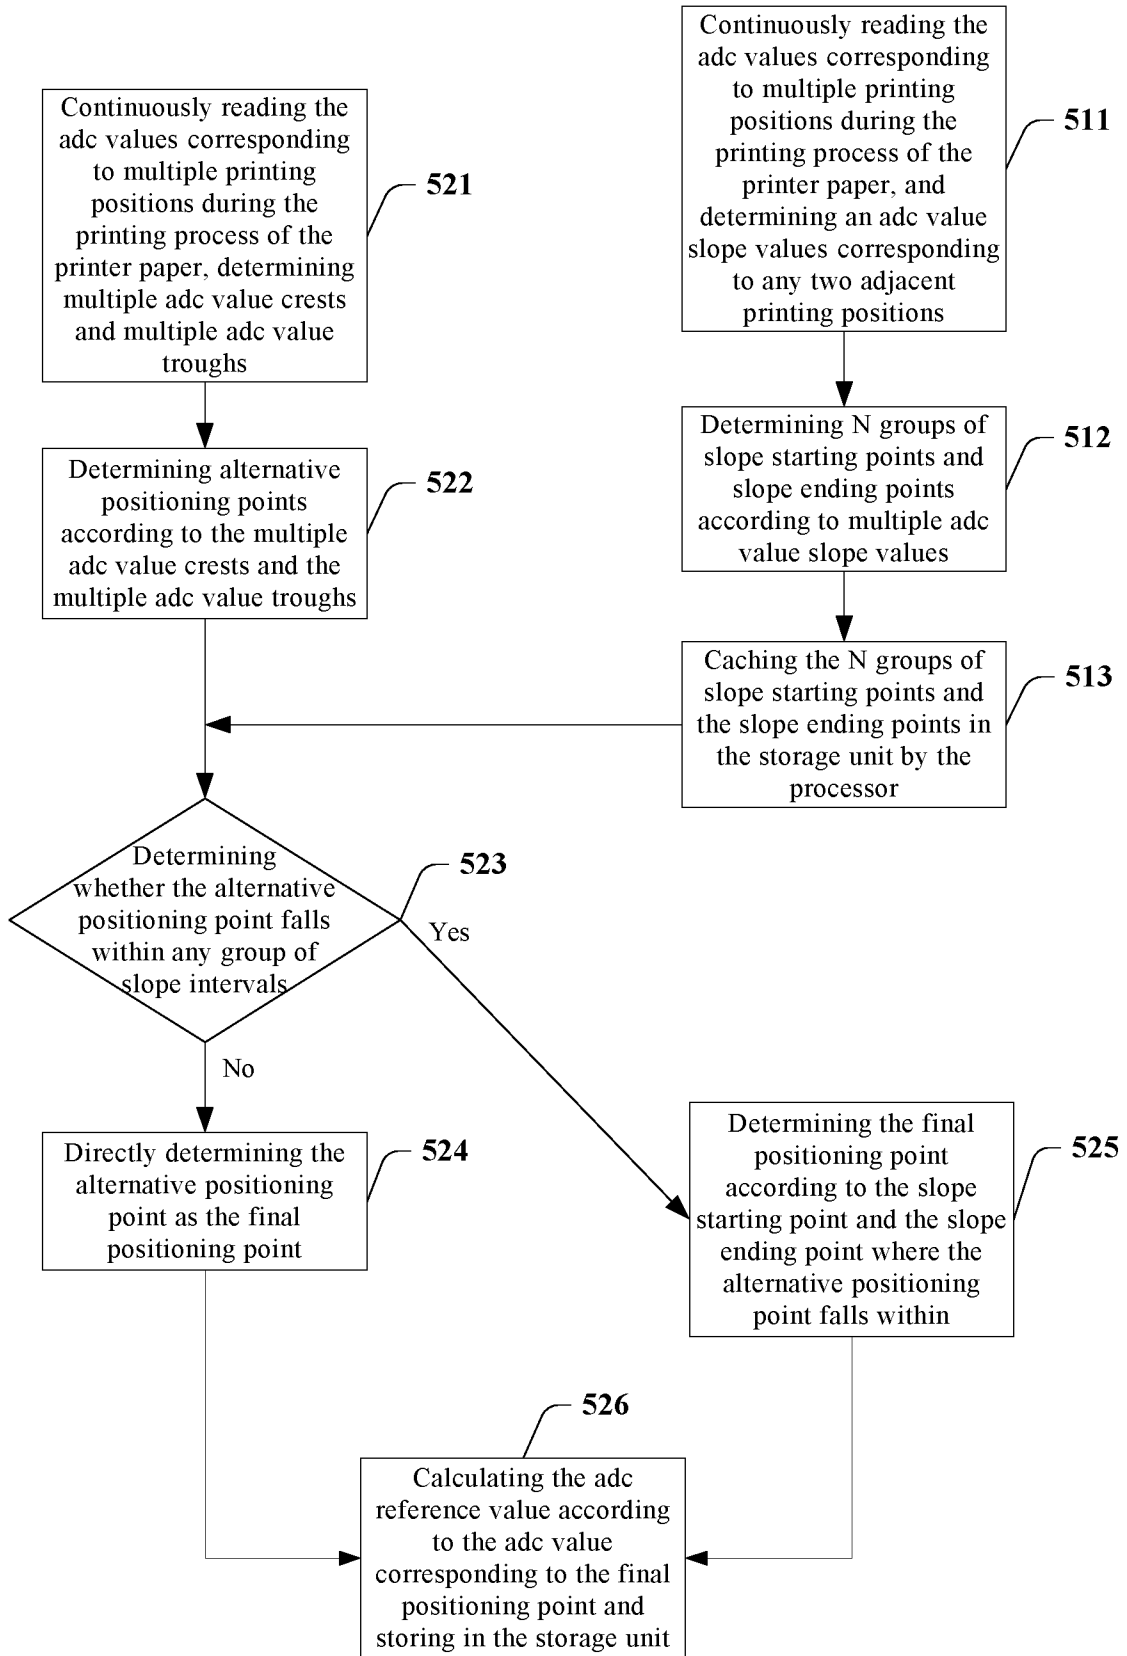 Continuously reading the
adc values corresponding
to multiple printing
positions during the
printing process of the
printer paper, determining
multiple adc value crests
and multiple adc value
troughs
521
Determining alternative
positioning points
according to the multiple
adc value crests and the
multiple adc value troughs
522
Continuously reading the
adc values corresponding
to multiple printing
positions during the
printing process of the
printer paper, and
determining an adc value
slope values corresponding
to any two adjacent
printing positions
511
Determining N groups of
slope starting points and
slope ending points
according to multiple adc
value slope values
512
Caching the N groups of
slope starting points and
the slope ending points in
the storage unit by the
processor
513
Determining
whether the alternative
positioning point falls
within any group of
slope intervals
523
Yes
No
Directly determining the
alternative positioning
point as the final
positioning point
524
Determining the final
positioning point
according to the slope
starting point and the slope
ending point where the
alternative positioning
point falls within
525
526
Calculating the adc
reference value according
to the adc value
corresponding to the final
positioning point and
storing in the storage unit